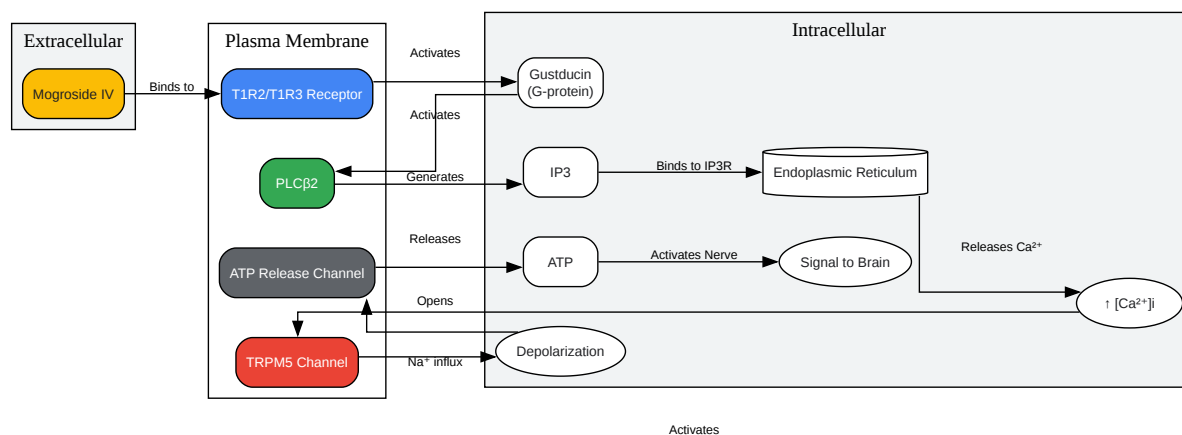 Extracellular
Plasma Membrane
Intracellular
Mogroside IV
Binds to
T1R2/T1R3 Receptor
Activates
Gustducin
(G-protein)
Activates
PLCβ2
Generates
IP3
Binds to IP3R
Endoplasmic Reticulum
Releases Ca²⁺
ATP Release Channel
Releases
ATP
Activates Nerve
Signal to Brain
↑ [Ca²⁺]i
Opens
TRPM5 Channel
Na⁺ influx
Depolarization
Activates